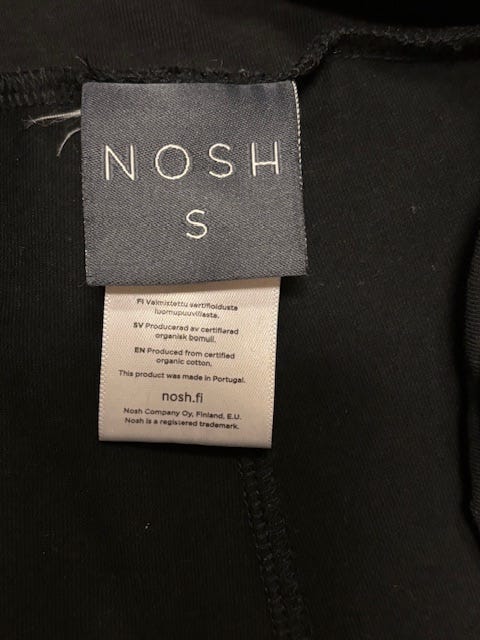 NOSH
S
FI Valmistettu sertifioidusta
luomupuuvillasta.
SV Producerad av certifierad
organisk bomull.
EN Produced from certified
organic cotton.
This product was made in Portugal.
nosh.fi
Nosh Company Oy, Finland, E.U.
Nosh is a registered trademark.